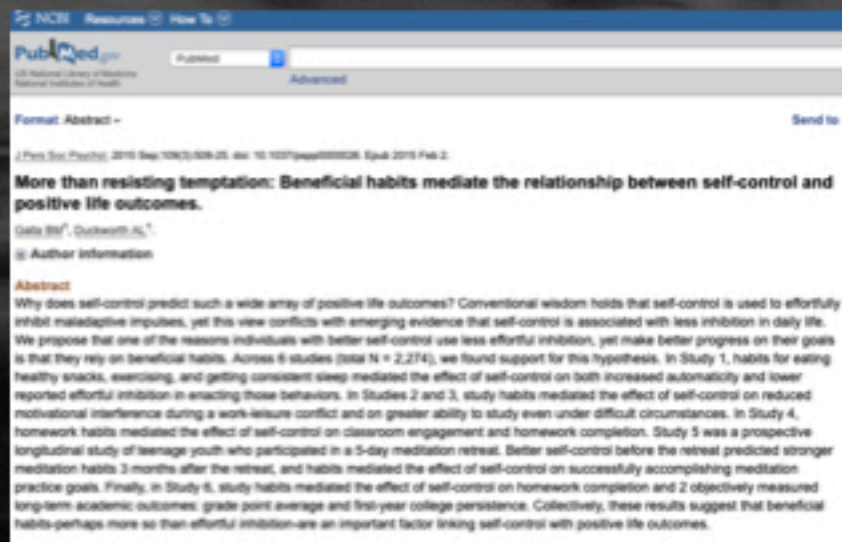 NCBI Resources How To
PubMed.gov
US National Library of Medicine
National Institutes of Health
PubMed
Advanced
Format: Abstract
Send to
J Pers Soc Psychol. 2015 Sep;109(3):508-25. doi: 10.1037/pspp0000026. Epub 2015 Feb 2.
More than resisting temptation: Beneficial habits mediate the relationship between self-control and
positive life outcomes.
Galla BM1, Duckworth AL1.
Author information
Abstract
Why does self-control predict such a wide array of positive life outcomes? Conventional wisdom holds that self-control is used to effortfully
inhibit maladaptive impulses, yet this view conflicts with emerging evidence that self-control is associated with less inhibition in daily life.
We propose that one of the reasons individuals with better self-control use less effortful inhibition, yet make better progress on their goals
is that they rely on beneficial habits. Across 6 studies (total N = 2,274), we found support for this hypothesis. In Study 1, habits for eating
healthy snacks, exercising, and getting consistent sleep mediated the effect of self-control on both increased automaticity and lower
reported effortful inhibition in enacting those behaviors. In Studies 2 and 3, study habits mediated the effect of self-control on reduced
motivational interference during a work-leisure conflict and on greater ability to study even under difficult circumstances. In Study 4,
homework habits mediated the effect of self-control on classroom engagement and homework completion. Study 5 was a prospective
longitudinal study of teenage youth who participated in a 5-day meditation retreat. Better self-control before the retreat predicted stronger
meditation habits 3 months after the retreat, and habits mediated the effect of self-control on successfully accomplishing meditation
practice goals. Finally, in Study 6, study habits mediated the effect of self-control on homework completion and 2 objectively measured
long-term academic outcomes: grade point average and first-year college persistence. Collectively, these results suggest that beneficial
habits-perhaps more so than effortful inhibition-are an important factor linking self-control with positive life outcomes.